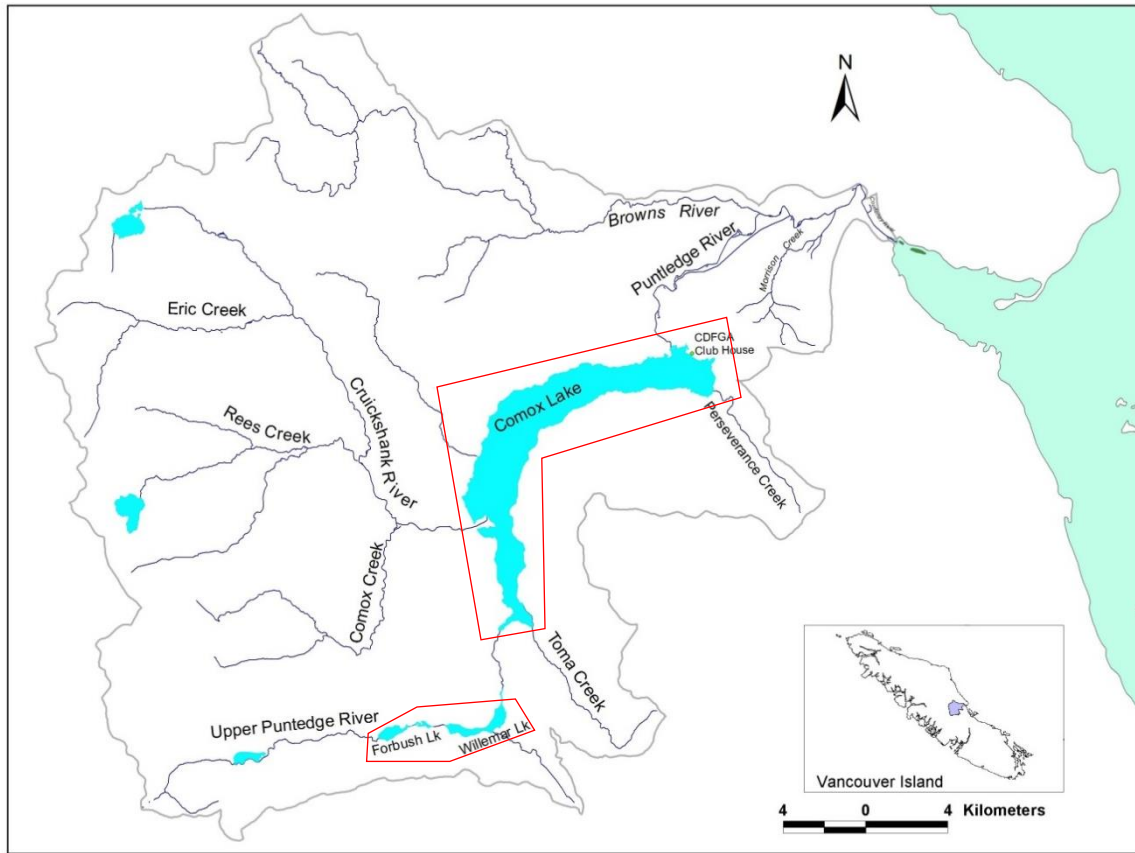 N
Browns River
Puntledge River
Morrison Creek
Eric Creek
CDFGA
Club House
Comox Lake
Cruickshank River
Rees Creek
Perseverance Creek
Comox Creek
Toma Creek
Upper Puntedge River
Forbush Lk
Willemar Lk
Vancouver Island
4 0 4 Kilometers